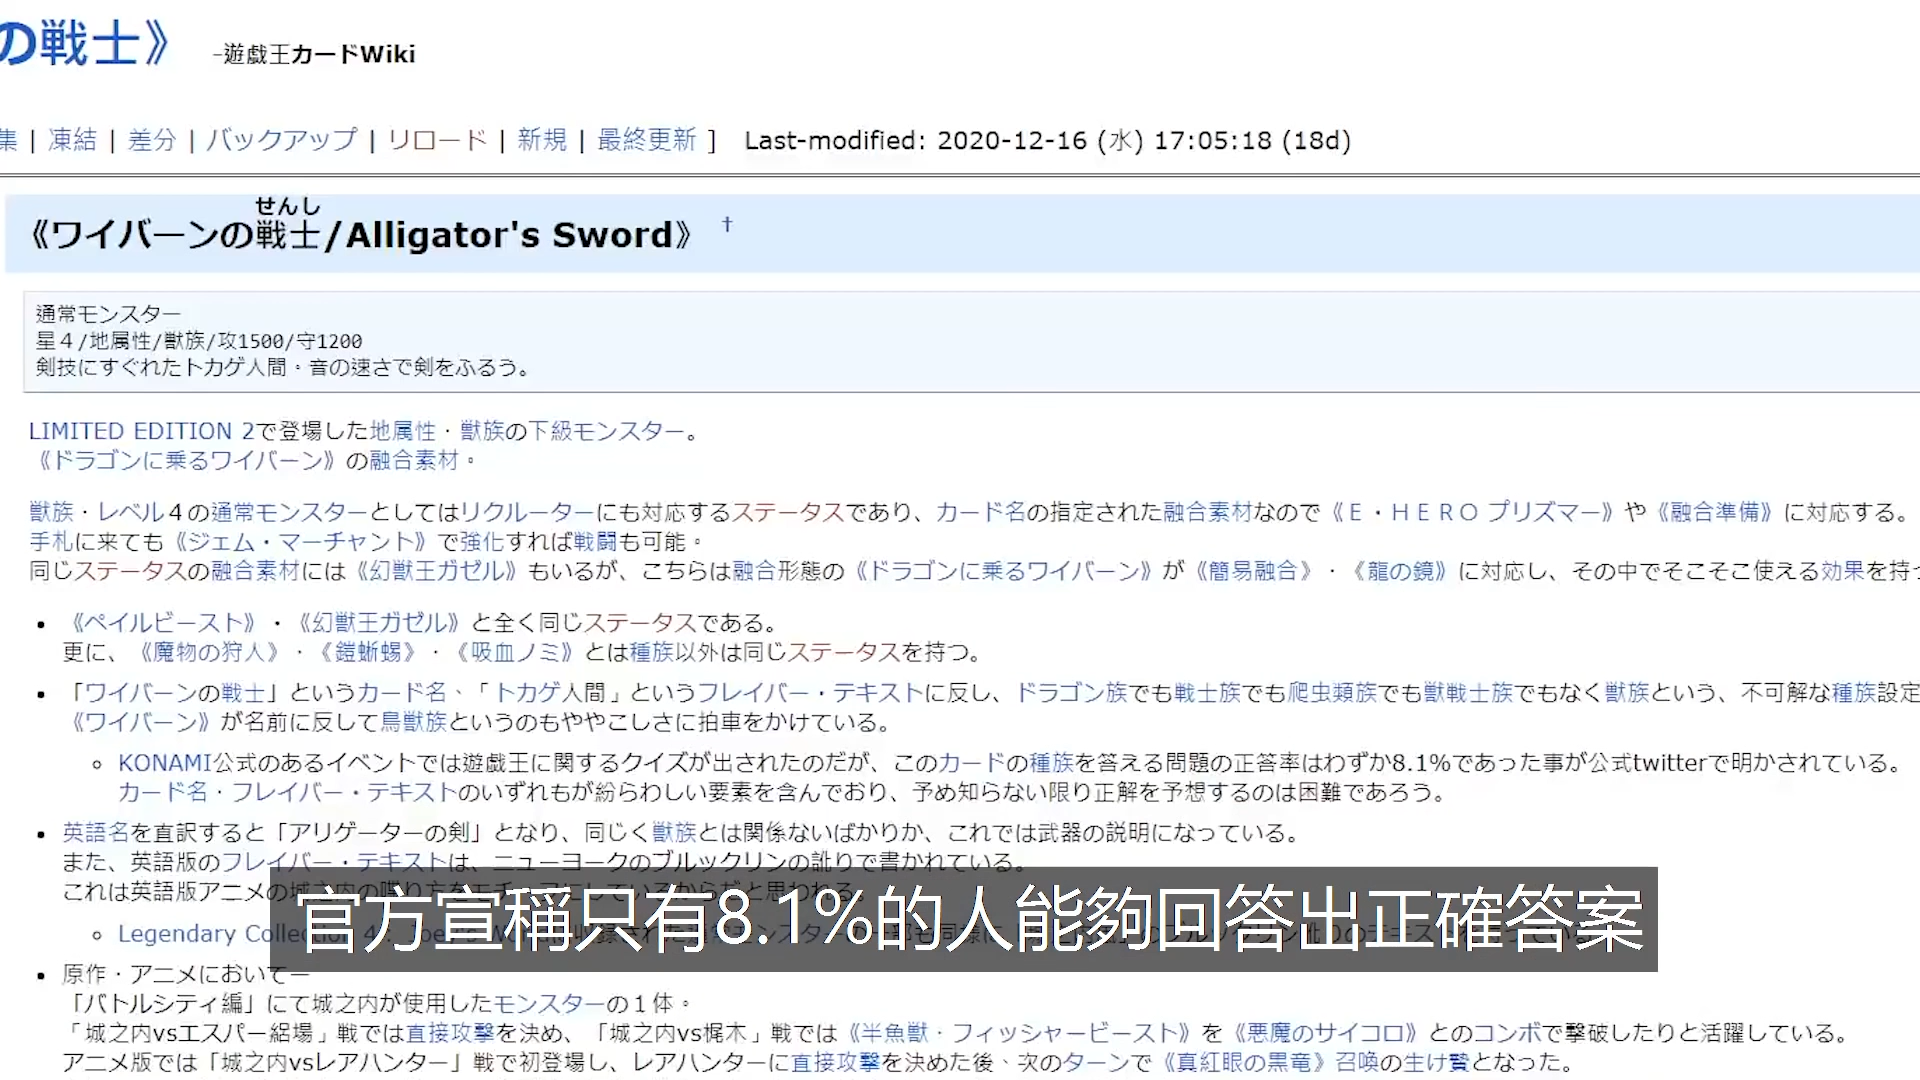 の戦士》 -遊戯王カードWiki
集 | 凍結 | 差分 | バックアップ | リロード | 新規 | 最終更新 ] Last-modified: 2020-12-16 (水) 17:05:18 (18d)
せんし
《ワイバーンの戦士/Alligator's Sword》 †
通常モンスター
星４/地属性/獣族/攻1500/守1200
剣技にすぐれたトカゲ人間。音の速さで剣をふるう。
LIMITED EDITION 2で登場した地属性・獣族の下級モンスター。
《ドラゴンに乗るワイバーン》の融合素材。
獣族・レベル４の通常モンスターとしてはリクルーターにも対応するステータスであり、カード名の指定された融合素材なので《Ｅ・ＨＥＲＯ プリズマー》や《融合準備》に対応する。
手札に来ても《ジェム・マーチャント》で強化すれば戦闘も可能。
同じステータスの融合素材には《幻獣王ガゼル》もいるが、こちらは融合形態の《ドラゴンに乗るワイバーン》が《簡易融合》・《龍の鏡》に対応し、その中でそこそこ使える効果を持
• 《ペイルビースト》・《幻獣王ガゼル》と全く同じステータスである。
更に、《魔物の狩人》・《鎧蜥蜴》・《吸血ノミ》とは種族以外は同じステータスを持つ。
• 「ワイバーンの戦士」というカード名、「トカゲ人間」というフレイバー・テキストに反し、ドラゴン族でも戦士族でも爬虫類族でも獣戦士族でもなく獣族という、不可解な種族設定
《ワイバーン》が名前に反して鳥獣族というのもややこしさに拍車をかけている。
◦ KONAMI公式のあるイベントでは遊戯王に関するクイズが出されたのだが、このカードの種族を答える問題の正答率はわずか8.1%であった事が公式twitterで明かされている。
カード名・フレイバー・テキストのいずれもが紛らわしい要素を含んでおり、予め知らない限り正解を予想するのは困難であろう。
• 英語名を直訳すると「アリゲーターの剣」となり、同じく獣族とは関係ないばかりか、これでは武器の説明になっている。
また、英語版のフレイバー・テキストは、ニューヨークのブルックリンの訛りで書かれている。
これは英語版アニメの城之内の喋り方をモチーフにしているからだと思われる。
官方宣稱只有8.1%的人能夠回答出正確答案
◦ Legendary Collection 4
• 原作・アニメにおいて―
「バトルシティ編」にて城之内が使用したモンスターの１体。
「城之内vsエスパー絽場」戦では直接攻撃を決め、「城之内vs梶木」戦では《半魚獣・フィッシャービースト》を《悪魔のサイコロ》とのコンボで撃破したりと活躍している。
アニメ版では「城之内vsレアハンター」戦で初登場し、レアハンターに直接攻撃を決めた後、次のターンで《真紅眼の黒竜》召喚の生け贄となった。